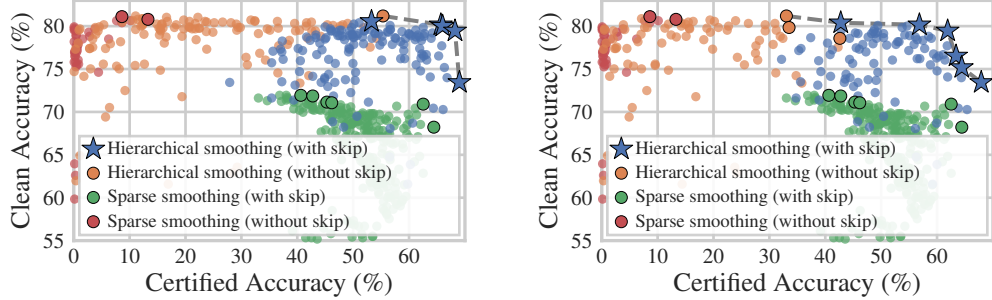 Clean Accuracy (%)
80
75
70
65
60
55
Hierarchical smoothing (with skip)
Hierarchical smoothing (without skip)
Sparse smoothing (with skip)
Sparse smoothing (without skip)
0 10 20 30 40 50 60
Certified Accuracy (%)
Clean Accuracy (%)
80
75
70
65
60
55
Hierarchical smoothing (with skip)
Hierarchical smoothing (without skip)
Sparse smoothing (with skip)
Sparse smoothing (without skip)
0 10 20 30 40 50 60
Certified Accuracy (%)